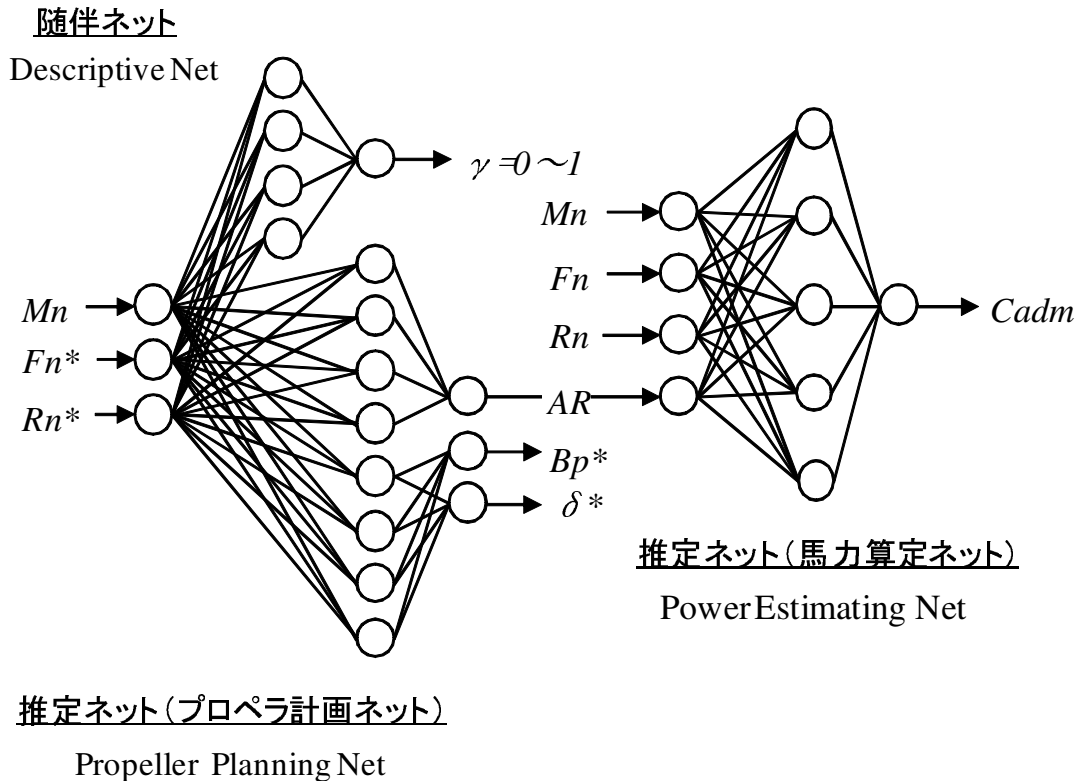 随伴ネット
Descriptive Net
γ=0～1
Mn
Fn*
Rn*
AR
Bp*
δ*
Mn
Fn
Rn
Cadm
推定ネット（馬力算定ネット）
Power Estimating Net
推定ネット（プロペラ計画ネット）
Propeller Planning Net